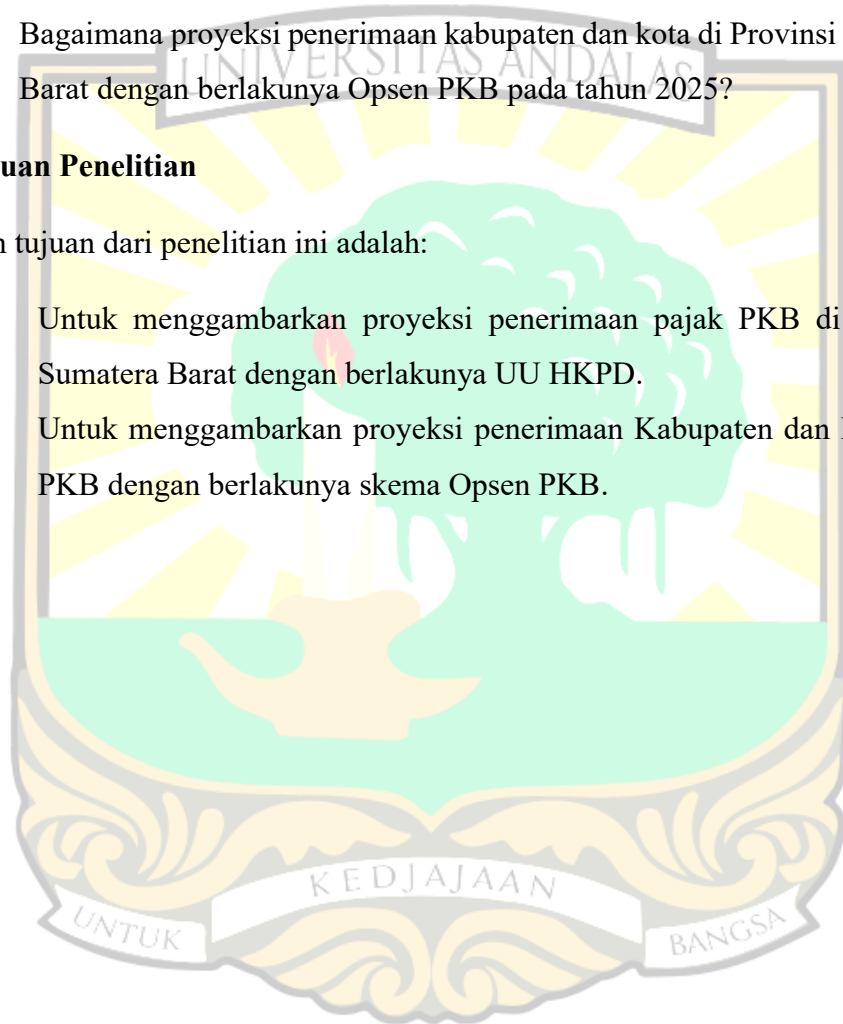 Bagaimana proyeksi penerimaan kabupaten dan kota di Provinsi
UNIVERSITAS ANDALAS
Barat dengan berlakunya Opsen PKB pada tahun 2025?
uan Penelitian
tujuan dari penelitian ini adalah:
Untuk menggambarkan proyeksi penerimaan pajak PKB di
Sumatera Barat dengan berlakunya UU HKPD.
Untuk menggambarkan proyeksi penerimaan Kabupaten dan
PKB dengan berlakunya skema Opsen PKB.
KEDJAJAAN
UNTUK BANGSA